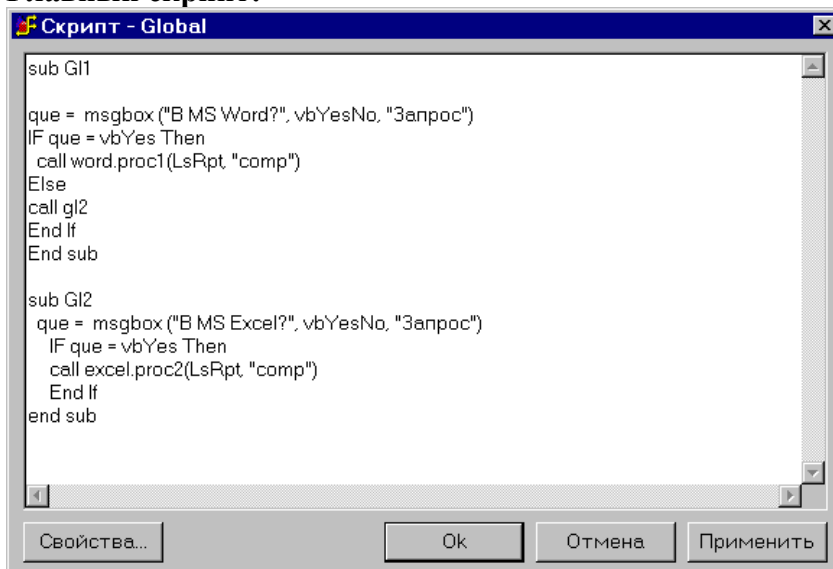 Скрипт - Global
sub Gl1
que = msgbox ("В MS Word?", vbYesNo, "Запрос")
IF que = vbYes Then
call word.proc1(LsRpt, "comp")
Else
call gl2
End If
End sub
sub Gl2
que = msgbox ("В MS Excel?", vbYesNo, "Запрос")
IF que = vbYes Then
call excel.proc2(LsRpt, "comp")
End If
end sub
Свойства...
Ok
Отмена
Применить